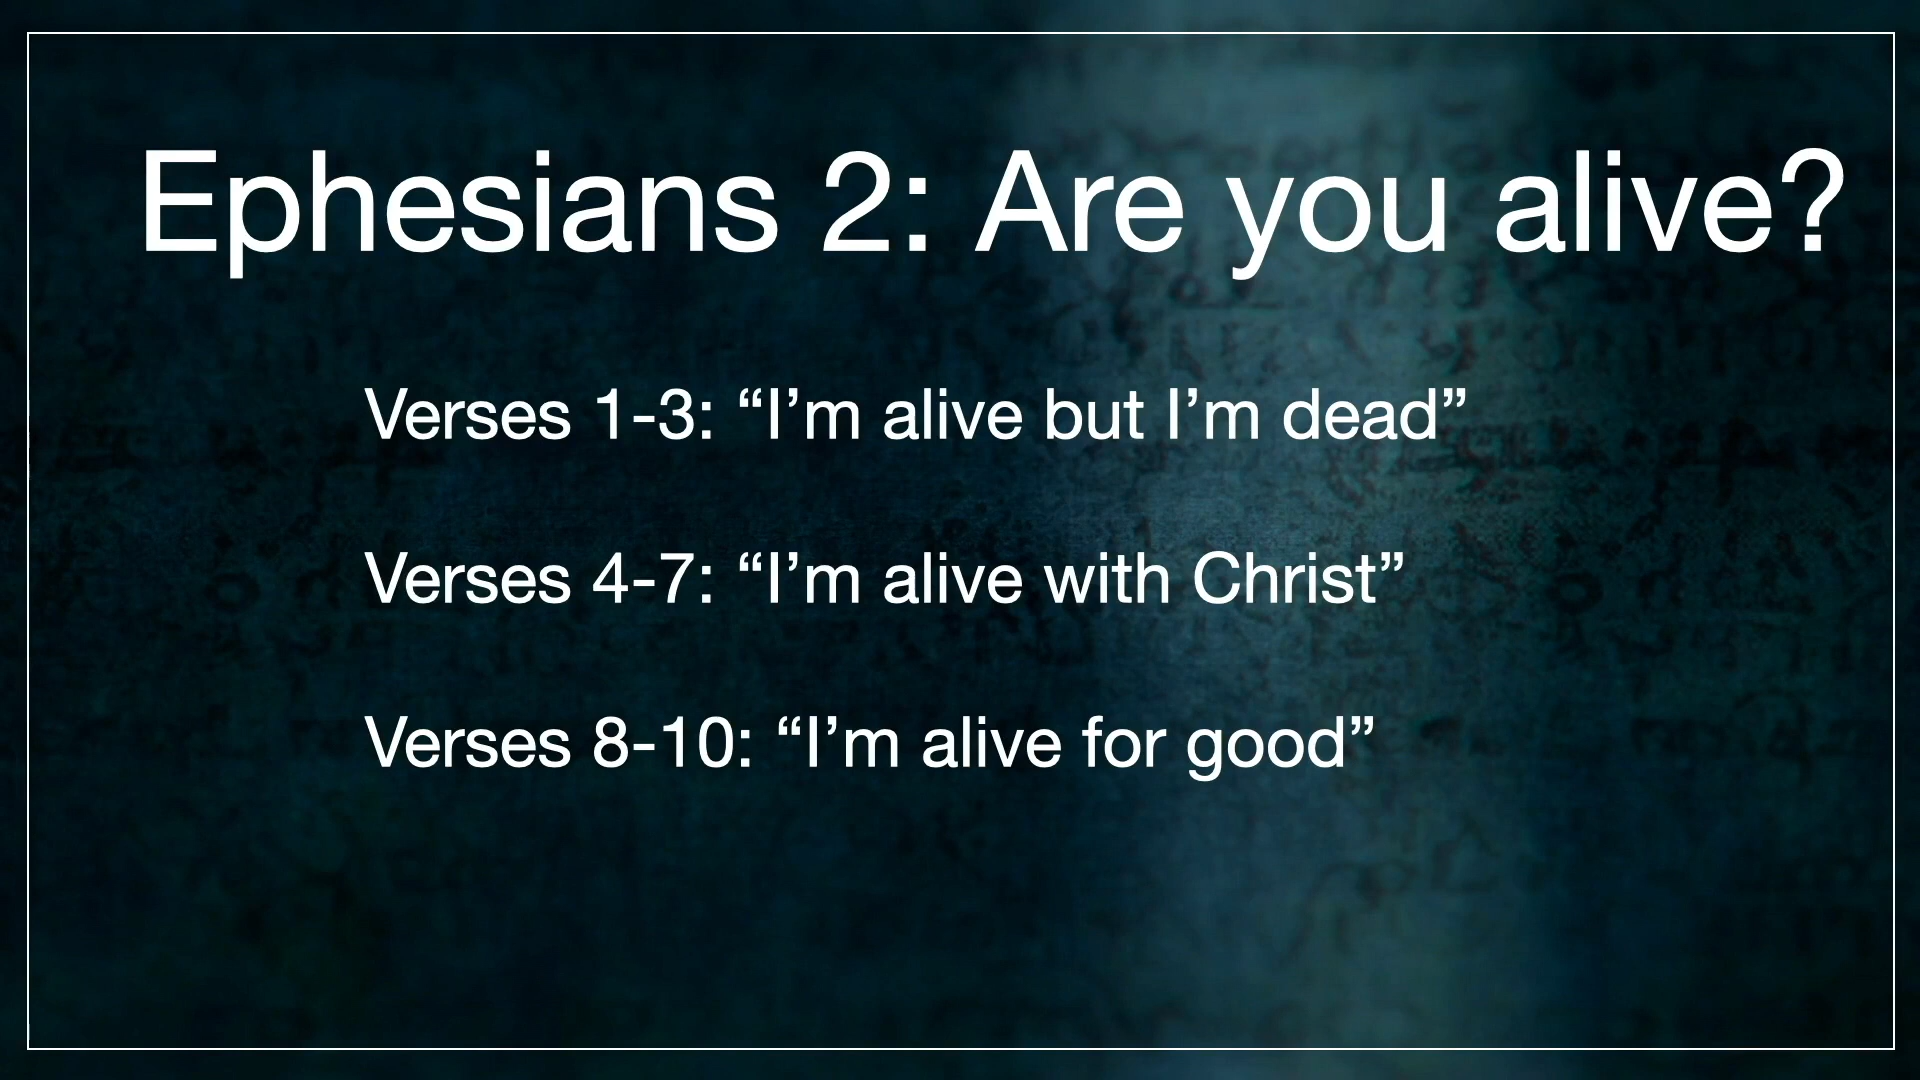 Ephesians 2: Are you alive?
Verses 1-3: “I’m alive but I’m dead”
Verses 4-7: “I’m alive with Christ”
Verses 8-10: “I’m alive for good”